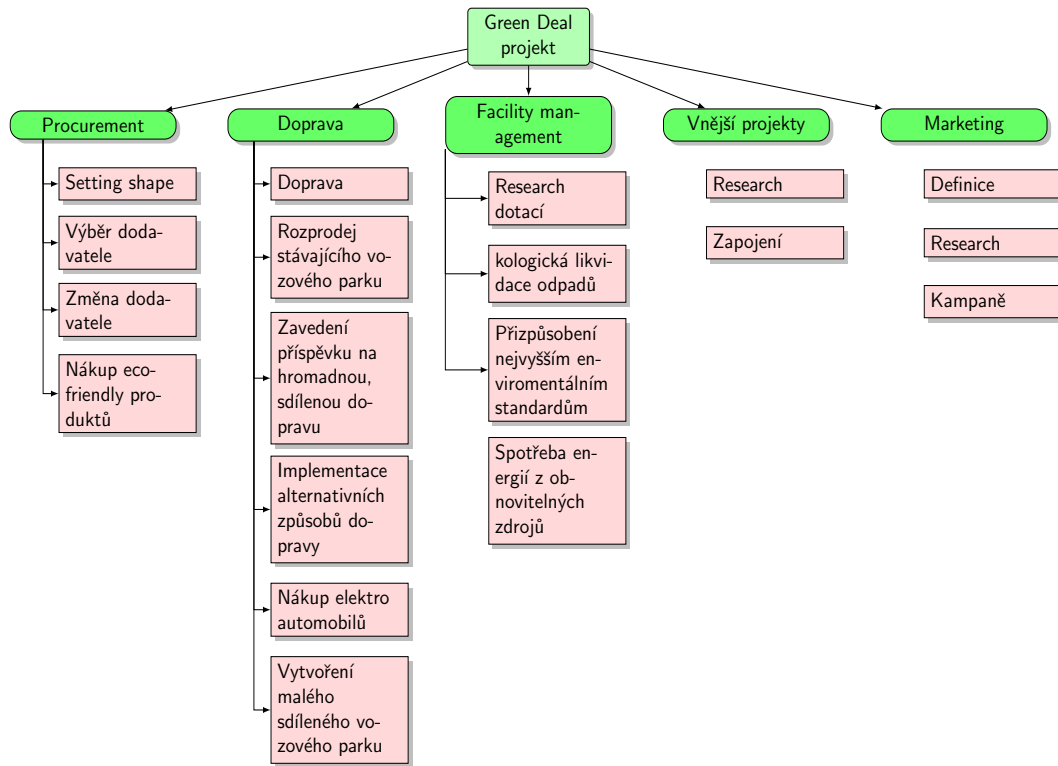 Green Deal
projekt
Procurement
Setting shape
Výběr doda-
vatele
Změna doda-
vatele
Nákup eco-
friendly pro-
duktů
Doprava
Doprava
Rozprodej
stávajícího vo-
zového parku
Zavedení
příspěvku na
hromadnou,
sdílenou do-
pravu
Implementace
alternativních
způsobů do-
pravy
Nákup elektro
automobilů
Vytvoření
malého
sdíleného vo-
zového parku
Facility man-
agement
Research
dotací
kologická likvi-
dace odpadů
Přizpůsobení
nejvyšším en-
viromentálním
standardům
Spotřeba en-
ergií z ob-
novitelných
zdrojů
Vnější projekty
Research
Zapojení
Marketing
Definice
Research
Kampaně